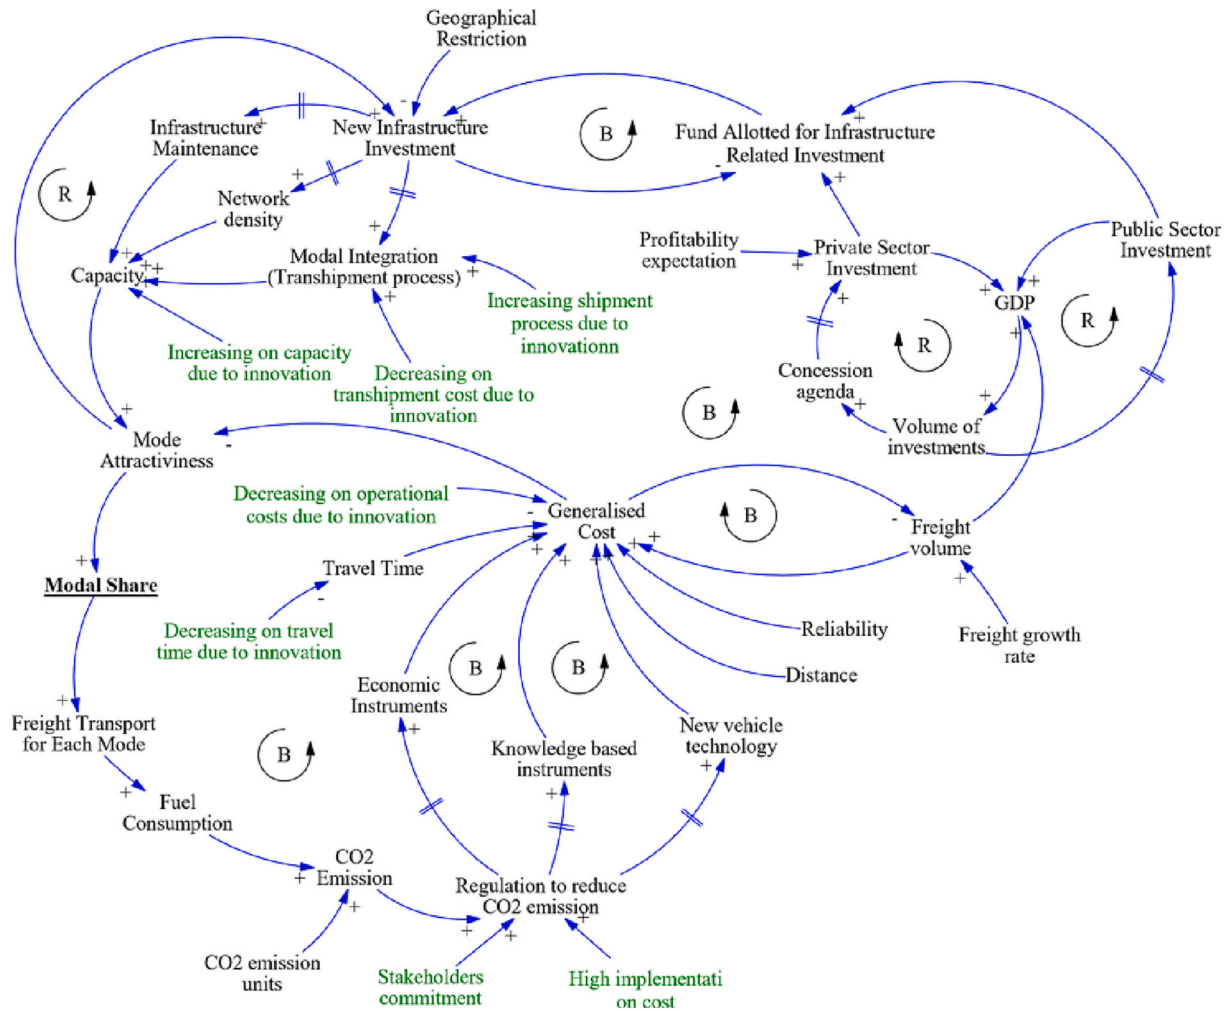 Geographical
Restriction
Infrastructure
Maintenance
New Infrastructure
Investment
Fund Allotted for Infrastructure
Related Investment
B
R
Network
density
Public Sector
Investment
Profitability
expectation
Private Sector
Investment
Capacity
Modal Integration
(Transhipment process)
GDP
Increasing shipment
process due to
innovationn
R
R
Increasing on capacity
due to innovation
Decreasing on
transhipment cost due to
innovation
Concession
agenda
B
Volume of
investments
Mode
Attractiviness
Decreasing on operational
costs due to innovation
Generalised
Cost
B
Freight
volume
Travel Time
Modal Share
Decreasing on travel
time due to innovation
Reliability
Freight growth
rate
B
B
Distance
Economic
Instruments
Freight Transport
for Each Mode
B
Knowledge based
instruments
New vehicle
technology
Fuel
Consumption
CO2
Emission
Regulation to reduce
CO2 emission
CO2 emission
units
Stakeholders
commitment
High implementati
on cost